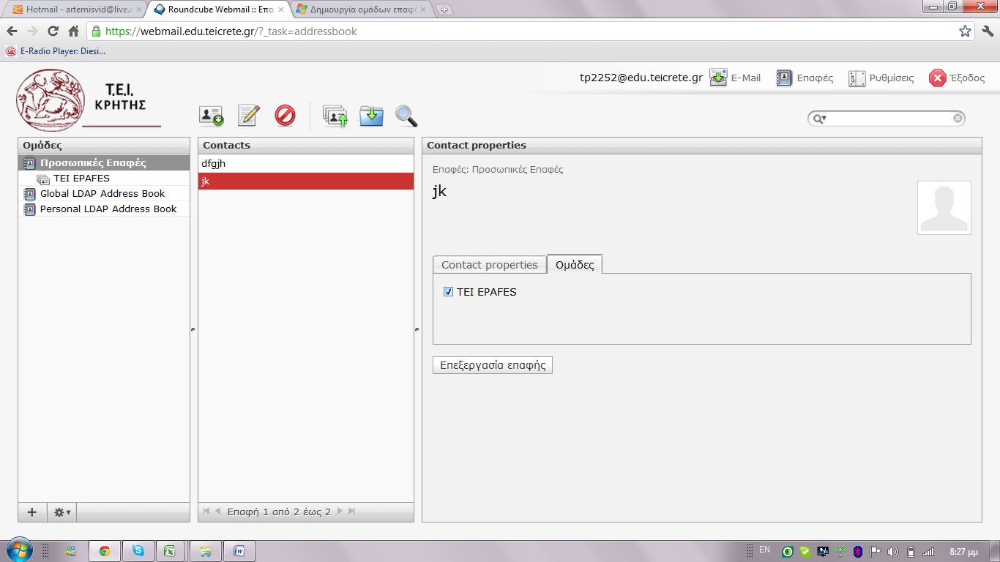 Hotmail - artemisvid@live.c
Roundcube Webmail :: Επα
Δημιουργία ομάδων επαφ
https://webmail.edu.teicrete.gr/?_task=addressbook
E-Radio Player: Diesi...
Τ.Ε.Ι.
ΚΡΗΤΗΣ
tp2252@edu.teicrete.gr
E-Mail
Επαφές
Ρυθμίσεις
Έξοδος
Ομάδες
Προσωπικές Επαφές
TEI EPAFES
Global LDAP Address Book
Personal LDAP Address Book
Contacts
dfgjh
jk
Επαφή 1 από 2 έως 2
Contact properties
Επαφές: Προσωπικές Επαφές
jk
Contact properties
Ομάδες
TEI EPAFES
Επεξεργασία επαφής
EN
8:27 μμ